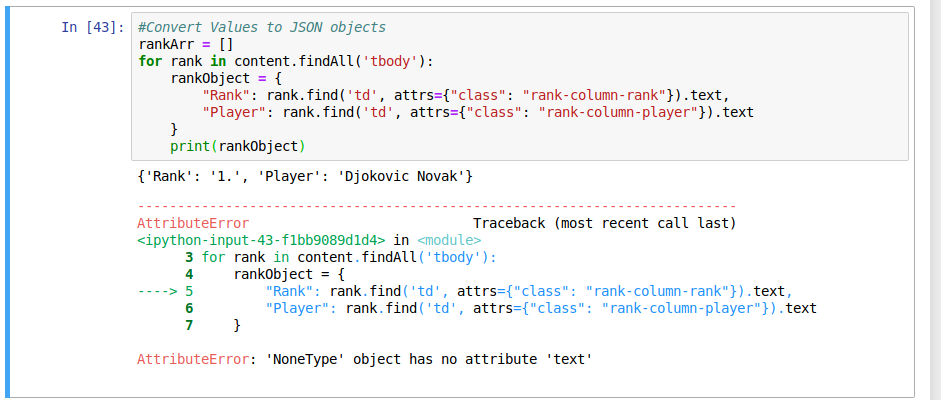 In [43]: #Convert Values to JSON objects
rankArr = []
for rank in content.findAll('tbody'):
    rankObject = {
        "Rank": rank.find('td', attrs={"class": "rank-column-rank"}).text,
        "Player": rank.find('td', attrs={"class": "rank-column-player"}).text
    }
    print(rankObject)
{'Rank': '1.', 'Player': 'Djokovic Novak'}
---------------------------------------------------------------------------
AttributeError                            Traceback (most recent call last)
<ipython-input-43-f1bb9089d1d4> in <module>
      3 for rank in content.findAll('tbody'):
      4     rankObject = {
----> 5         "Rank": rank.find('td', attrs={"class": "rank-column-rank"}).text,
      6         "Player": rank.find('td', attrs={"class": "rank-column-player"}).text
      7     }
AttributeError: 'NoneType' object has no attribute 'text'